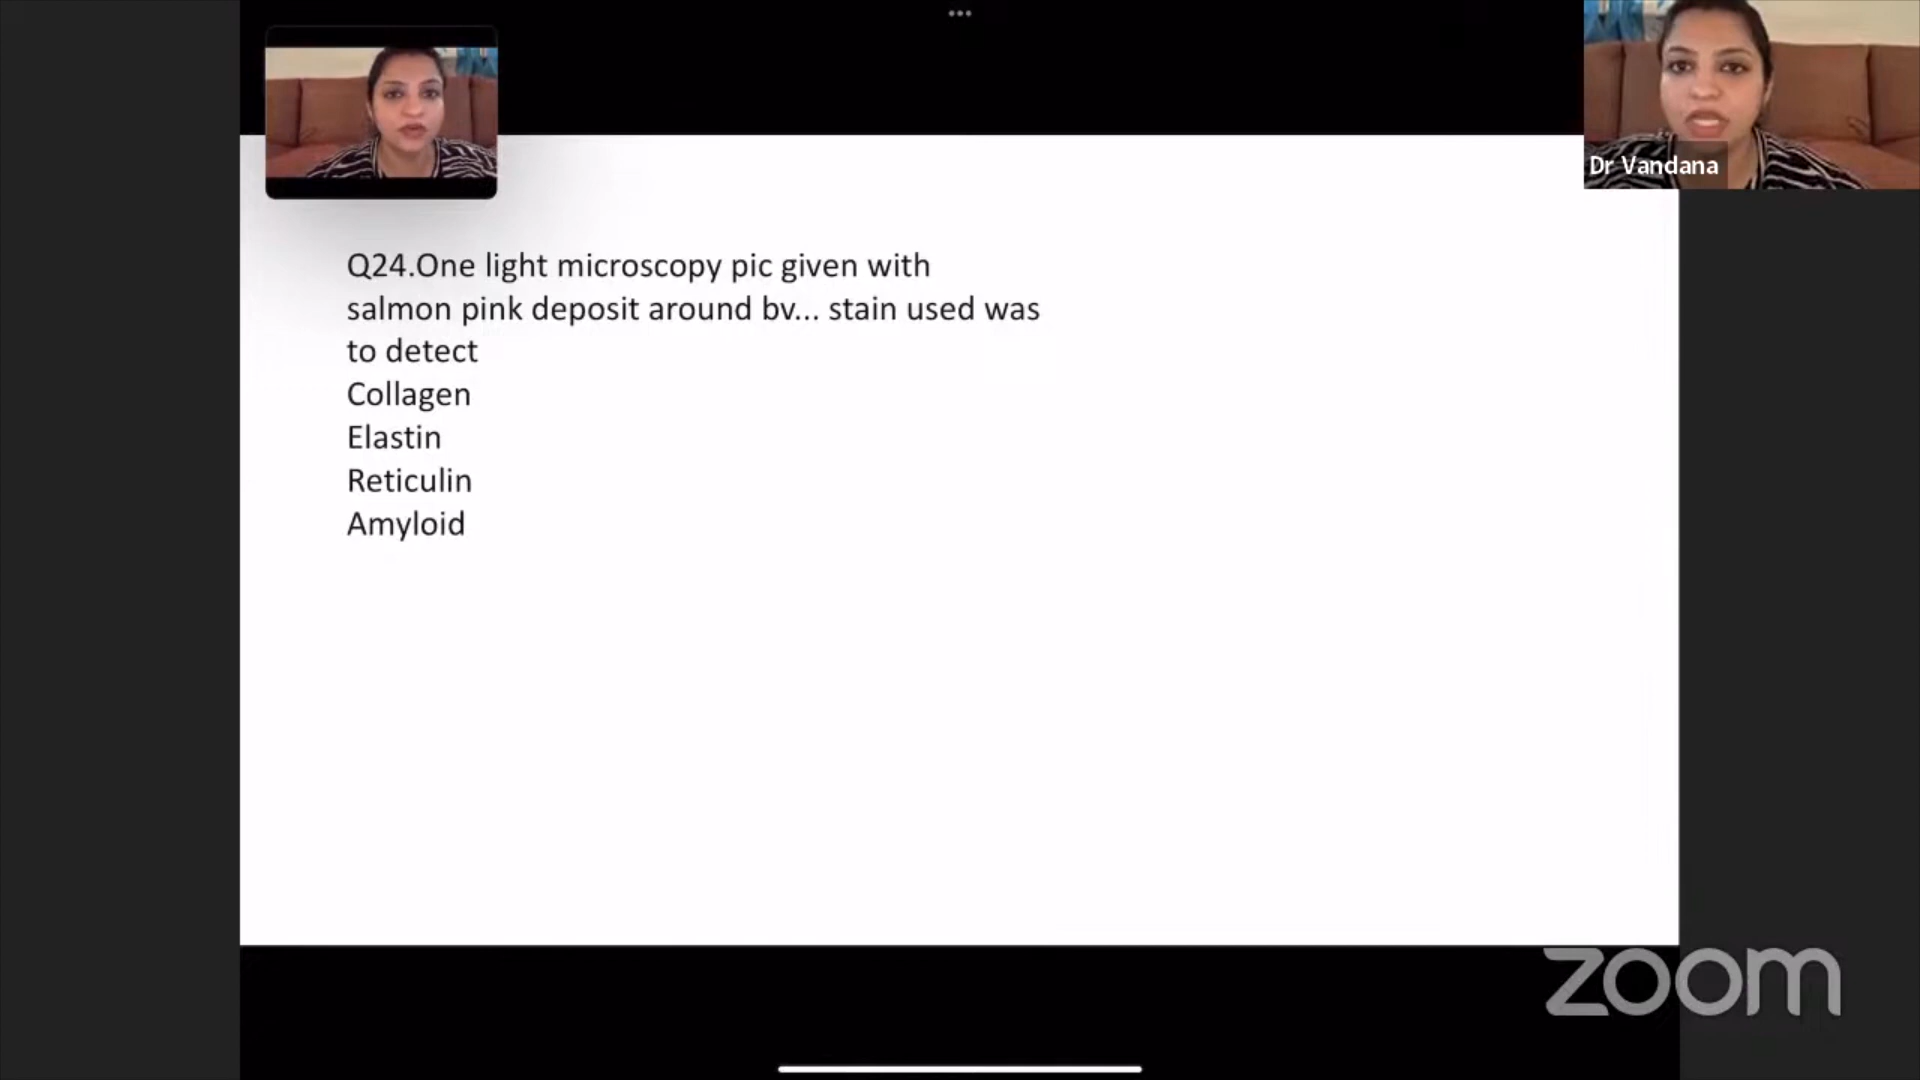 Dr Vandana
Q24.One light microscopy pic given with
salmon pink deposit around bv... stain used was
to detect
Collagen
Elastin
Reticulin
Amyloid
zoom